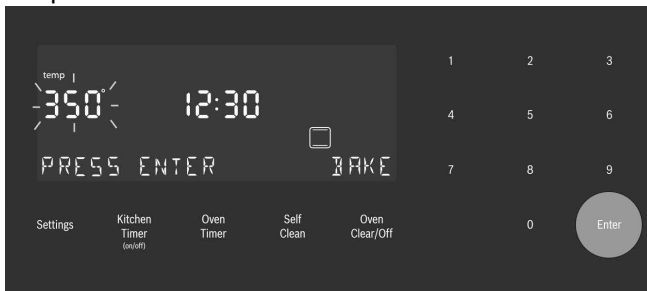 temp
350° 12:30
PRESS ENTER BAKE
Settings
Kitchen
Timer
(on/off)
Oven
Timer
Self
Clean
Oven
Clear/Off
1 2 3
4 5 6
7 8 9
0 Enter